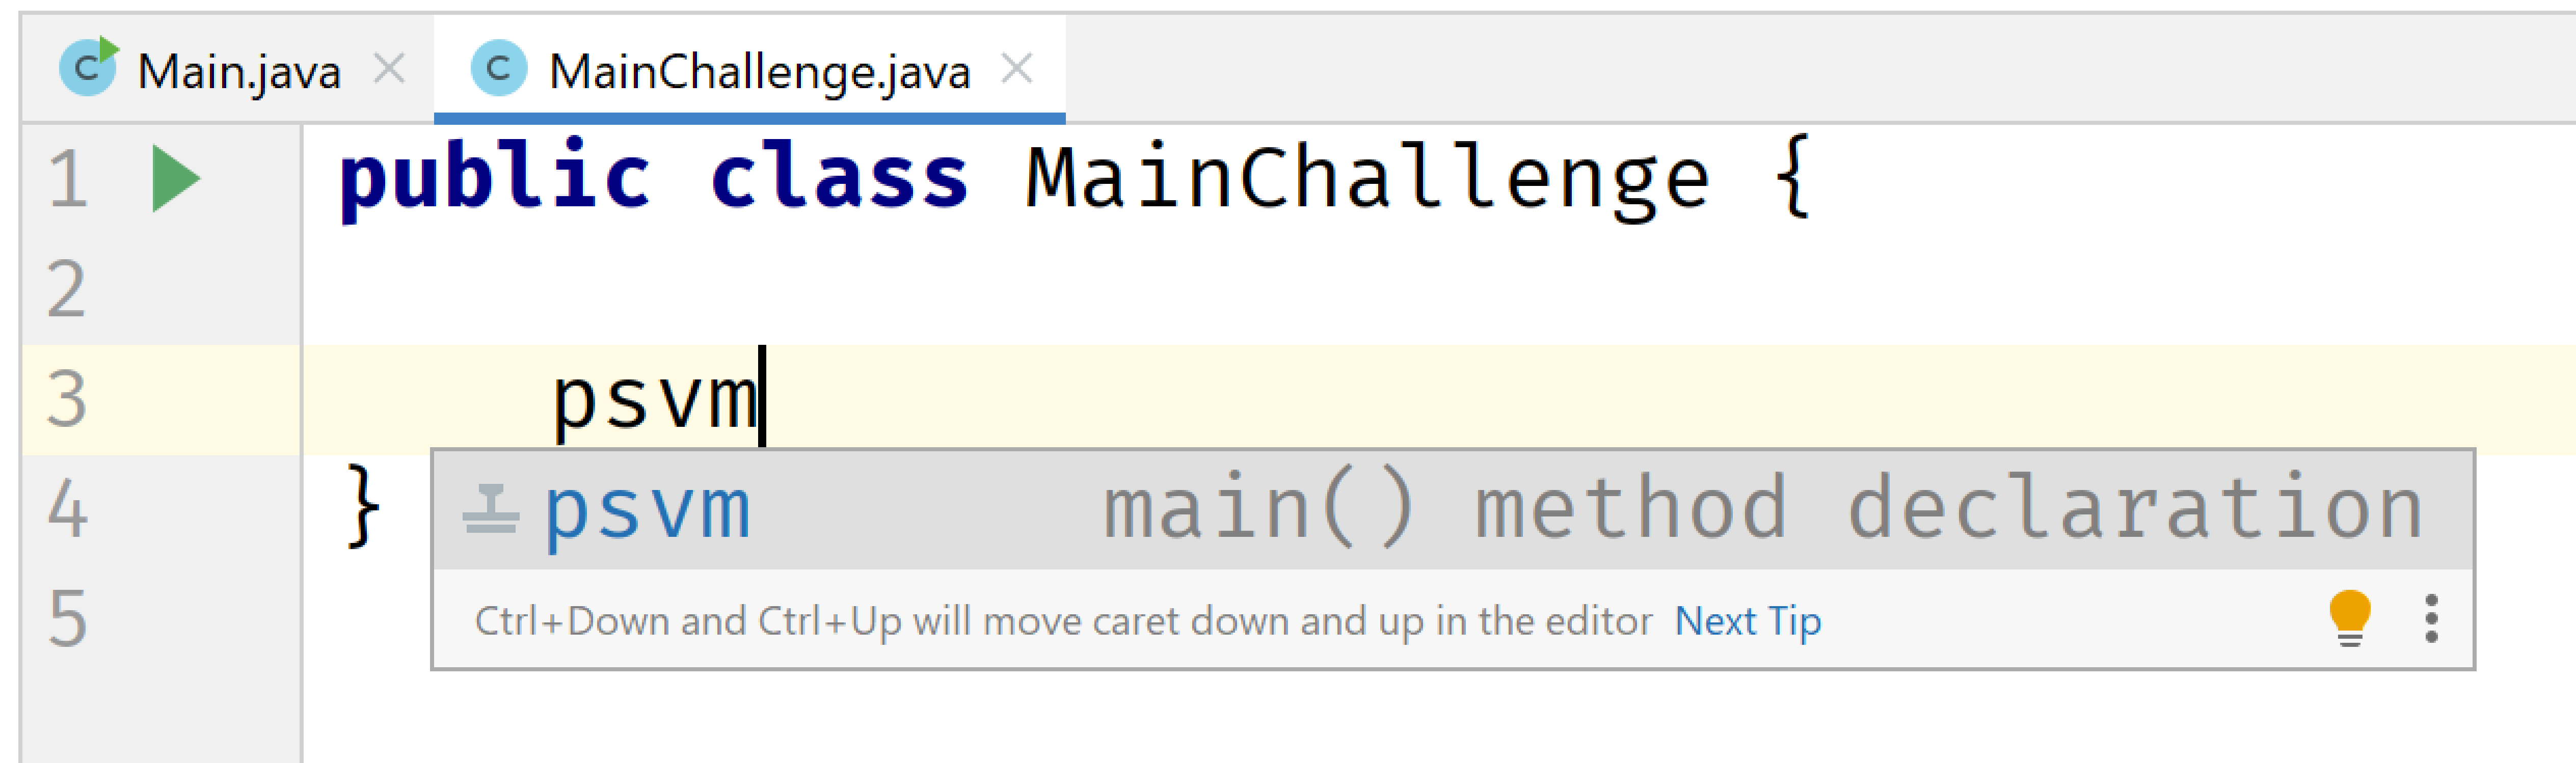 C Main.java C MainChallenge.java
1 public class MainChallenge {
2
3 psvm
4 } psvm main() method declaration
5 Ctrl+Down and Ctrl+Up will move caret down and up in the editor Next Tip